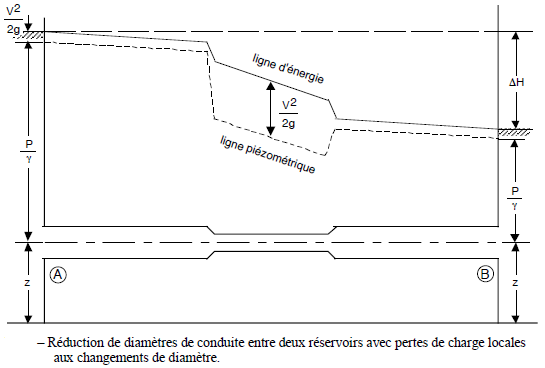 V²
2g
P
γ
z
ligne d'énergie
V²
2g
ligne piézométrique
ΔH
P
γ
z
A
B
– Réduction de diamètres de conduite entre deux réservoirs avec pertes de charge locales
aux changements de diamètre.